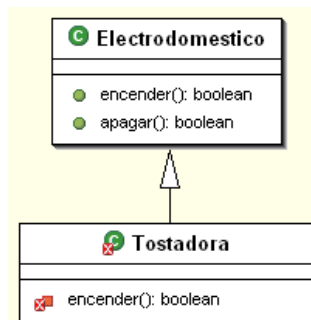 Electrodomestico
encender(): boolean
apagar(): boolean
Tostadora
encender(): boolean